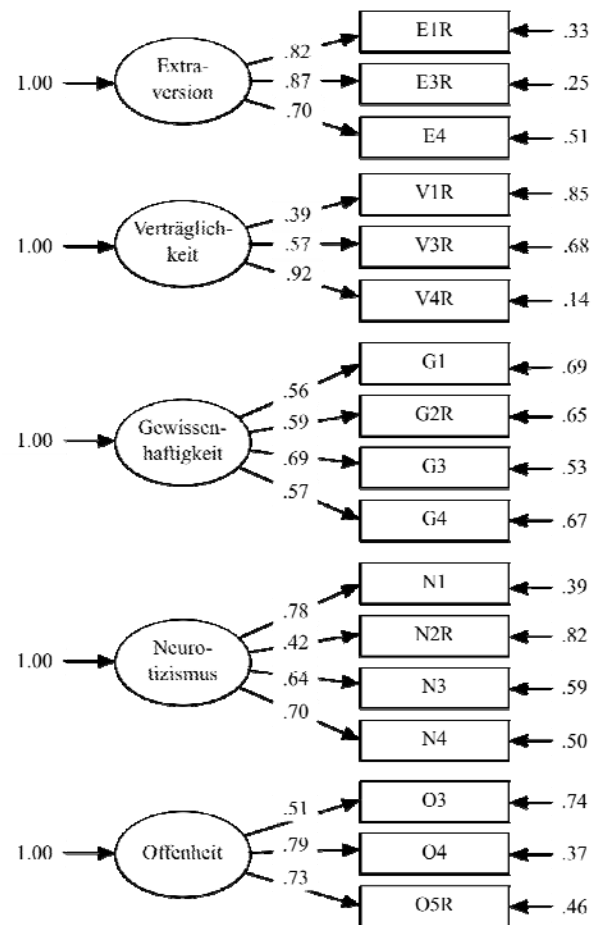 E1R
.33
.82
Extra-
version
1.00
.87
E3R
.25
.70
E4
.51
V1R
.85
.39
Verträglich-
keit
1.00
.57
V3R
.68
.92
V4R
.14
G1
.69
.56
.59
G2R
.65
Gewissen-
haftigkeit
1.00
.69
G3
.53
.57
G4
.67
N1
.39
.78
.42
N2R
.82
Neuro-
tizismus
1.00
.64
N3
.59
.70
N4
.50
O3
.74
.51
.79
O4
.37
Offenheit
1.00
.73
O5R
.46